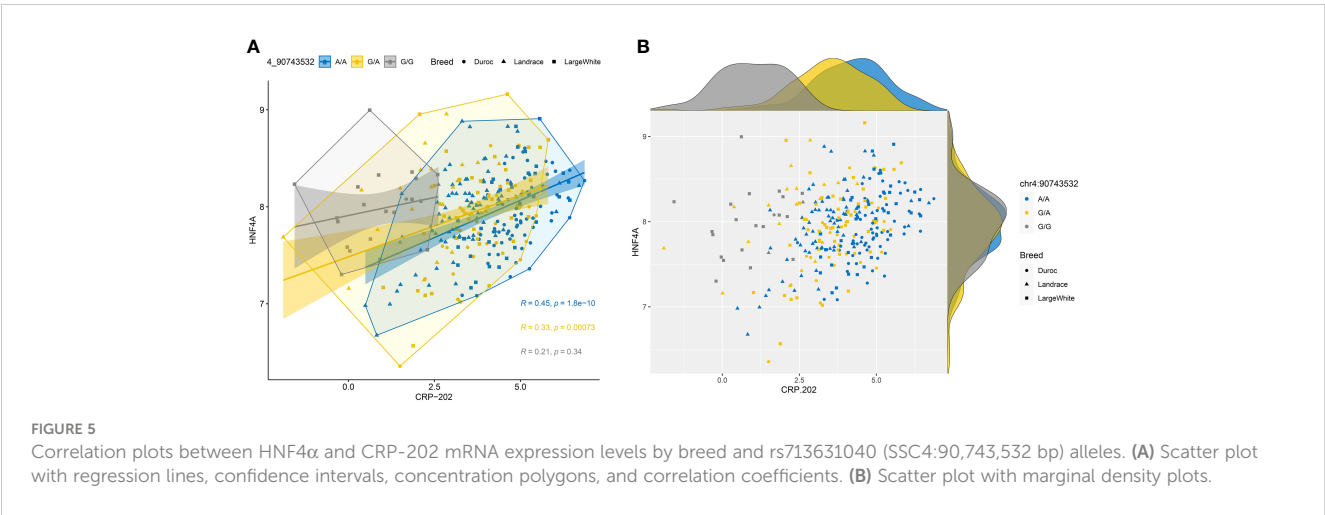 A
4_90743532 A/A G/A G/G Breed Duroc Landrace LargeWhite
HNF4A
9
8
7
R = 0.45, p = 1.8e−10
R = 0.33, p = 0.00073
R = 0.21, p = 0.34
0.0 2.5 5.0
CRP−202
B
HNF4A
9
8
7
0.0 2.5 5.0
CRP.202
chr4:90743532
A/A
G/A
G/G
Breed
Duroc
Landrace
LargeWhite
FIGURE 5
Correlation plots between HNF4α and CRP-202 mRNA expression levels by breed and rs713631040 (SSC4:90,743,532 bp) alleles. (A) Scatter plot
with regression lines, confidence intervals, concentration polygons, and correlation coefficients. (B) Scatter plot with marginal density plots.